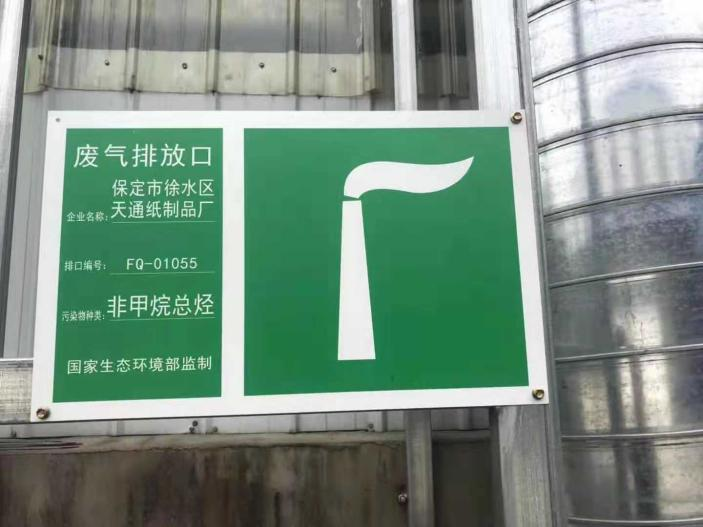 废气排放口
保定市徐水区
企业名称：天通纸制品厂
排口编号： FQ-01055
污染物种类：非甲烷总烃
国家生态环境部监制